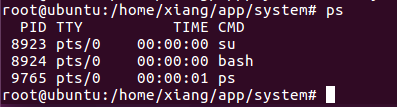 root@ubuntu:/home/xiang/app/system# ps
  PID TTY          TIME CMD
 8923 pts/0    00:00:00 su
 8924 pts/0    00:00:00 bash
 9765 pts/0    00:00:01 ps
root@ubuntu:/home/xiang/app/system#